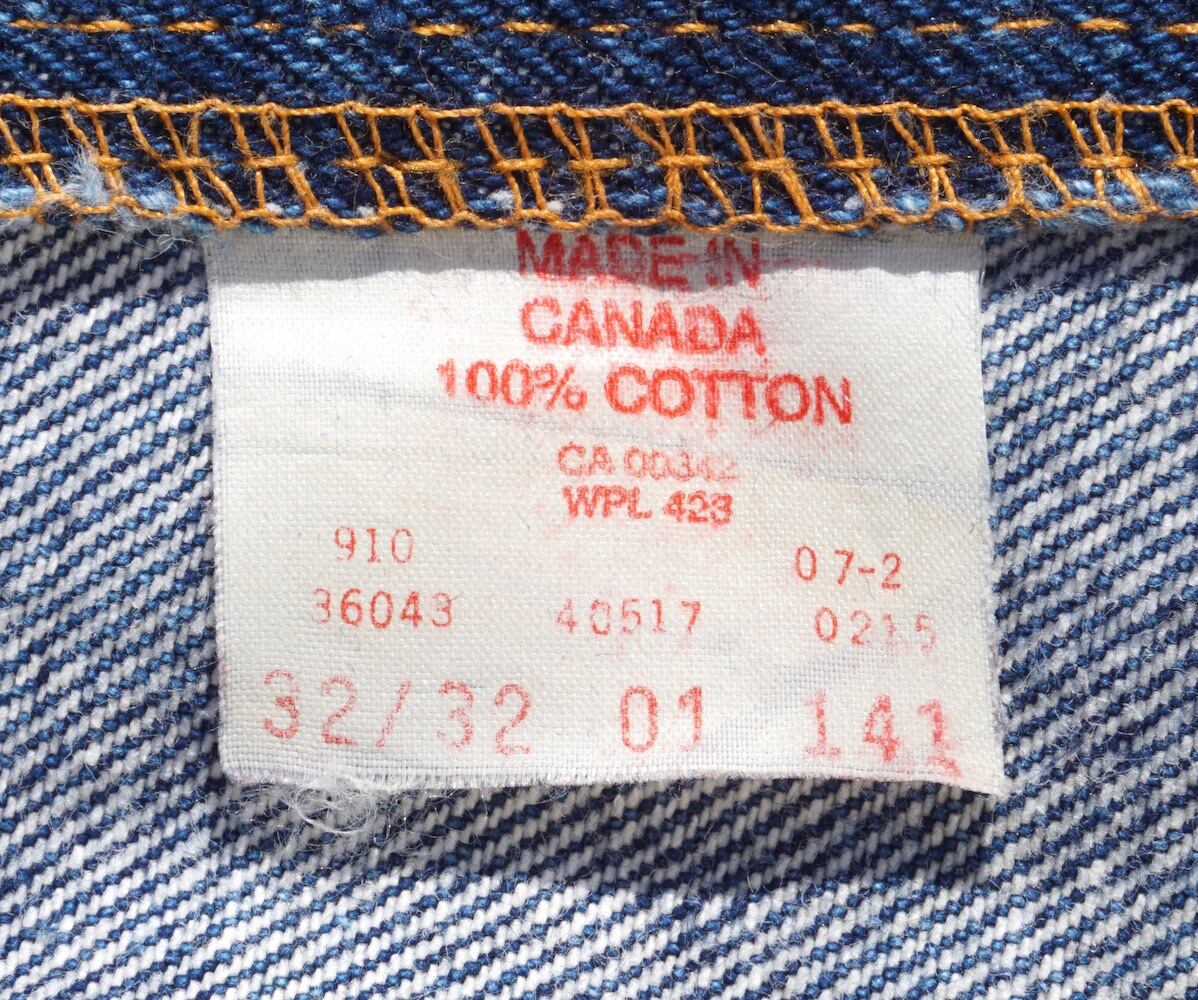 MADE IN
CANADA
100% COTTON
CA 00342
WPL 423
910 07-2
36043 40517 0215
32/32 01 141